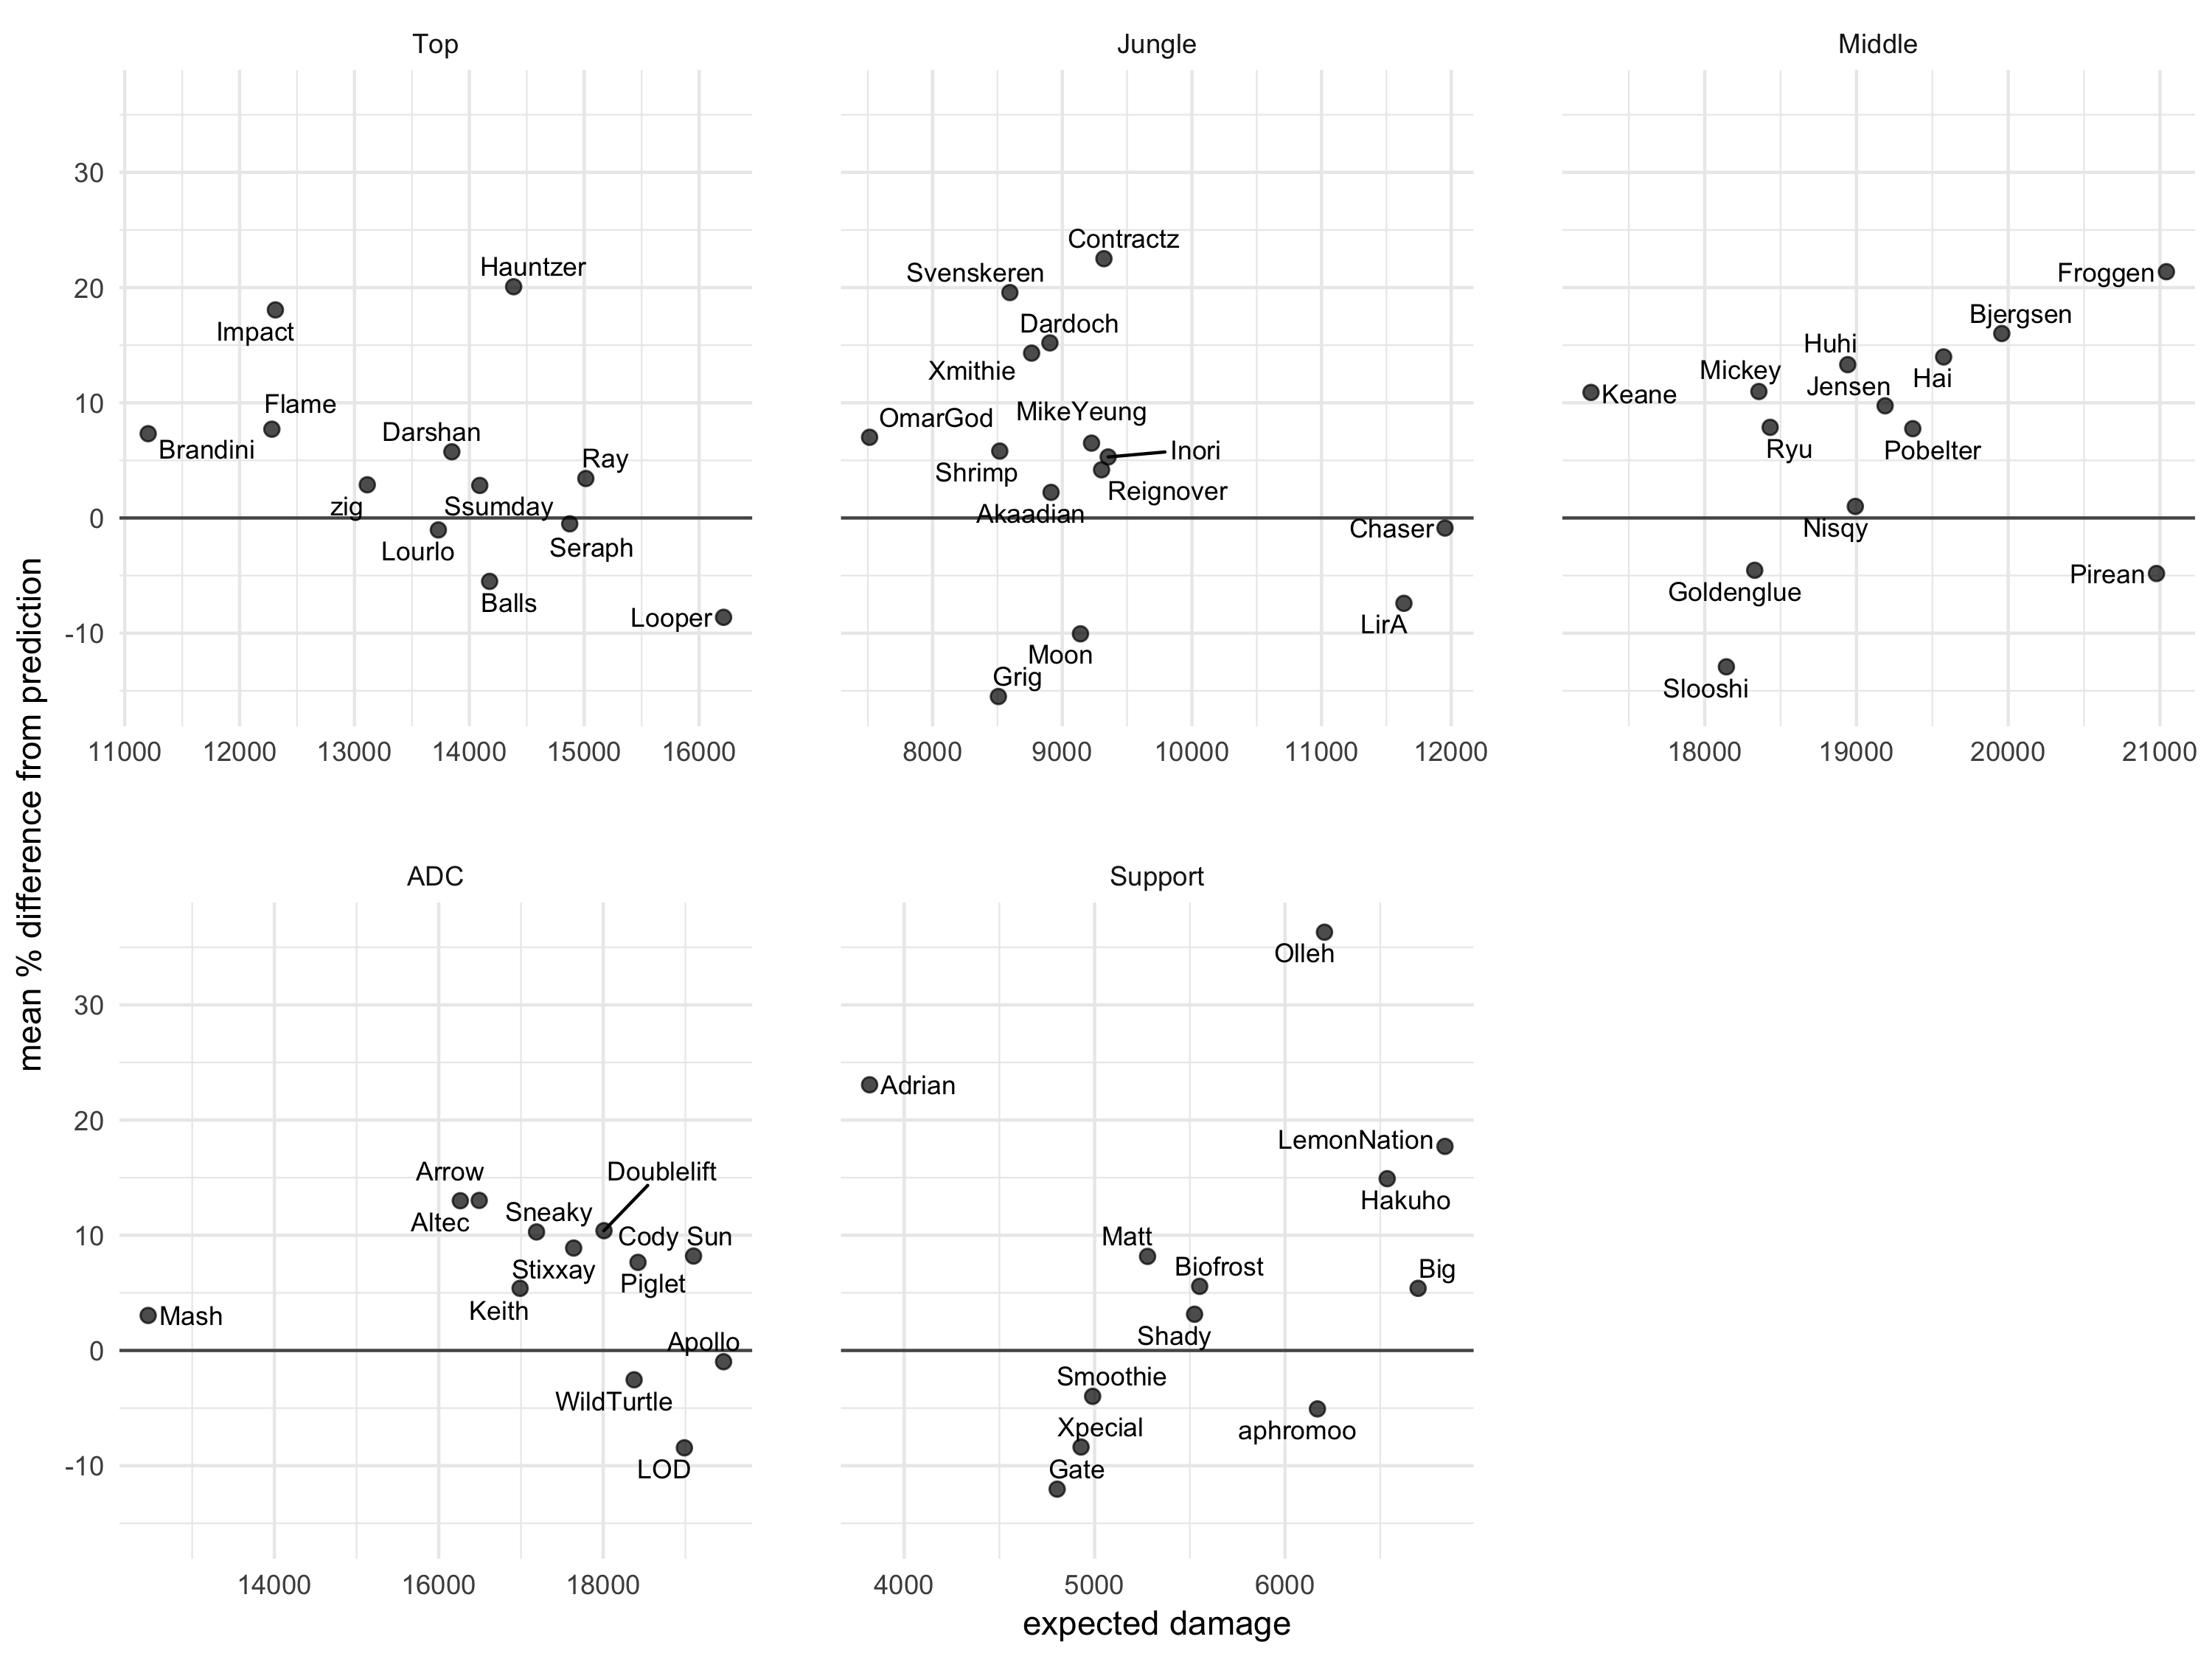 Top
Jungle
Middle
mean % difference from prediction
30
20
10
0
-10
Hauntzer
Impact
Flame
Brandini
Darshan
Ray
zig
Ssumday
Lourlo
Seraph
Balls
Looper
11000 12000 13000 14000 15000 16000
Contractz
Svenskeren
Dardoch
Xmithie
OmarGod
MikeYeung
Inori
Shrimp
Reignover
Akaadian
Chaser
LirA
Moon
Grig
8000 9000 10000 11000 12000
Froggen
Bjergsen
Huhi
Hai
Mickey
Jensen
Keane
Ryu
Pobelter
Nisqy
Goldenglue
Pirean
Slooshi
18000 19000 20000 21000
ADC
Support
30
20
10
0
-10
Arrow
Doublelift
Altec
Sneaky
Cody Sun
Stixxay
Piglet
Keith
Mash
Apollo
WildTurtle
LOD
14000 16000 18000
Olleh
Adrian
LemonNation
Hakuho
Matt
Biofrost
Big
Shady
Smoothie
Xpecial
aphromoo
Gate
4000 5000 6000
expected damage